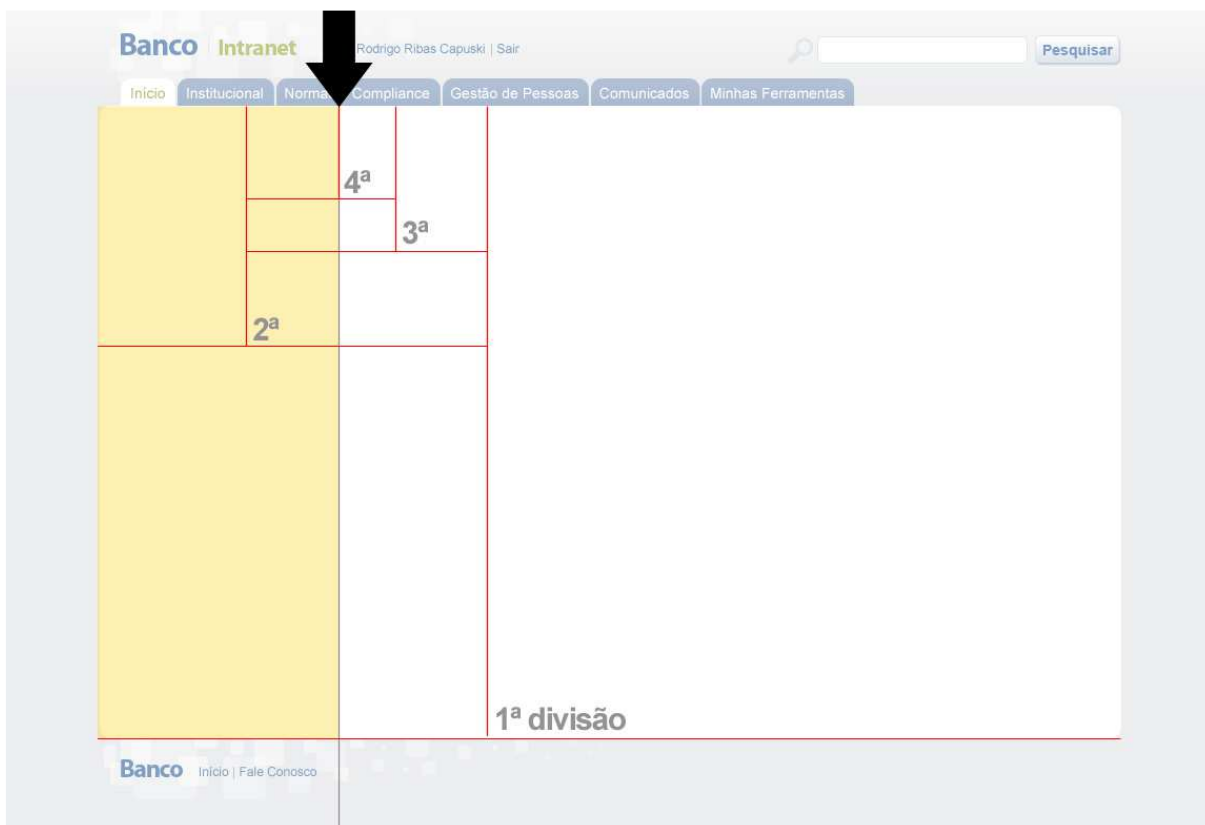 Banco Intranet
Rodrigo Ribas Capuski | Sair
Pesquisar
Início Institucional Compliance Gestão de Pessoas Comunicados Minhas Ferramentas
4ª
3ª
2ª
1ª divisão
Banco Início | Fale Conosco